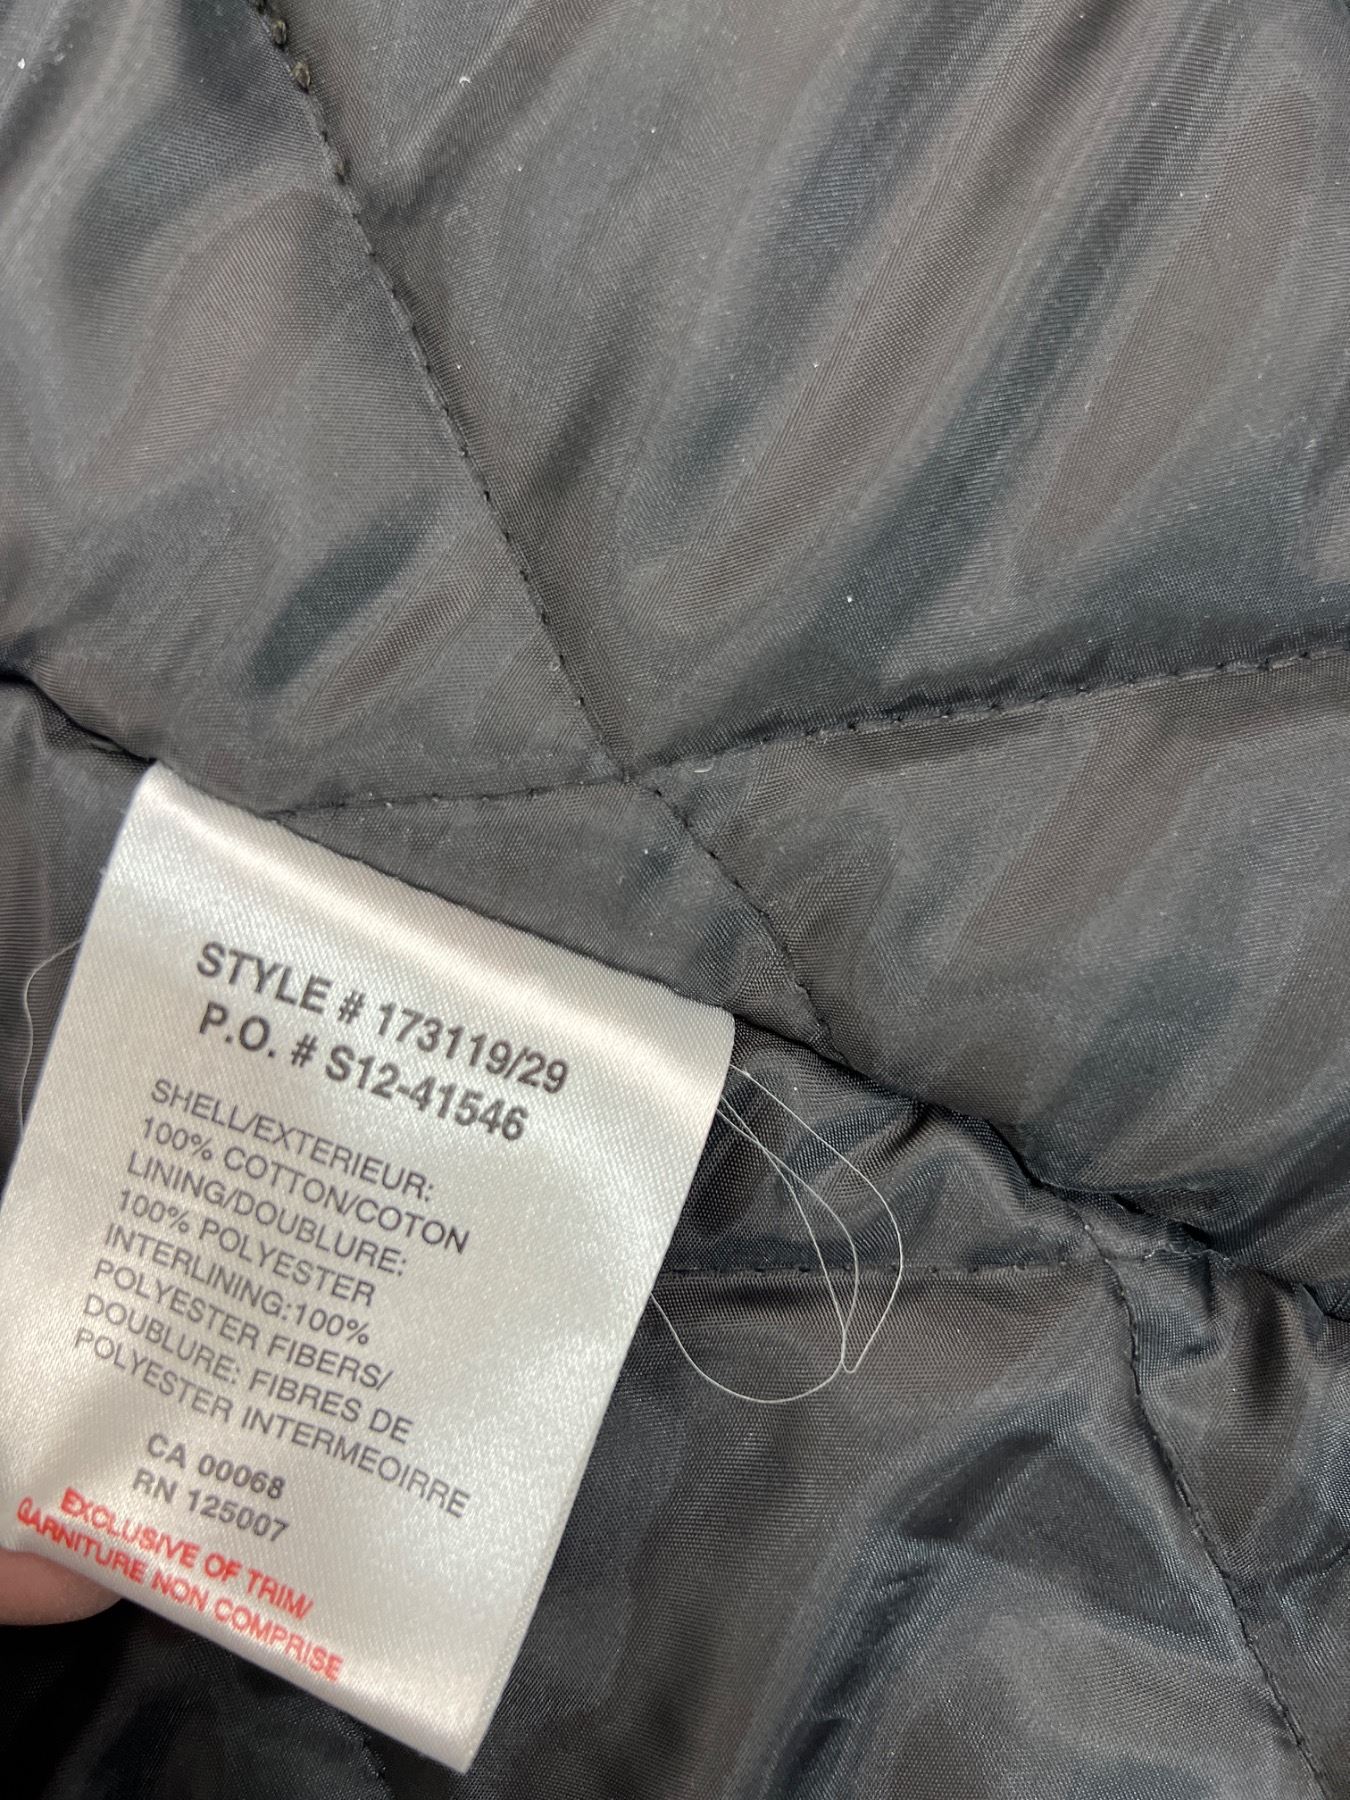 STYLE # 173119/29
P.O. # S12-41546
SHELL/EXTERIEUR:
100% COTTON/COTON
LINING/DOUBLURE:
100% POLYESTER
INTERLINING:100%
POLYESTER FIBERS/
DOUBLURE: FIBRES DE
POLYESTER INTERMEOIRRE
CA 00068
RN 125007
EXCLUSIVE OF TRIM/
GARNITURE NON COMPRISE